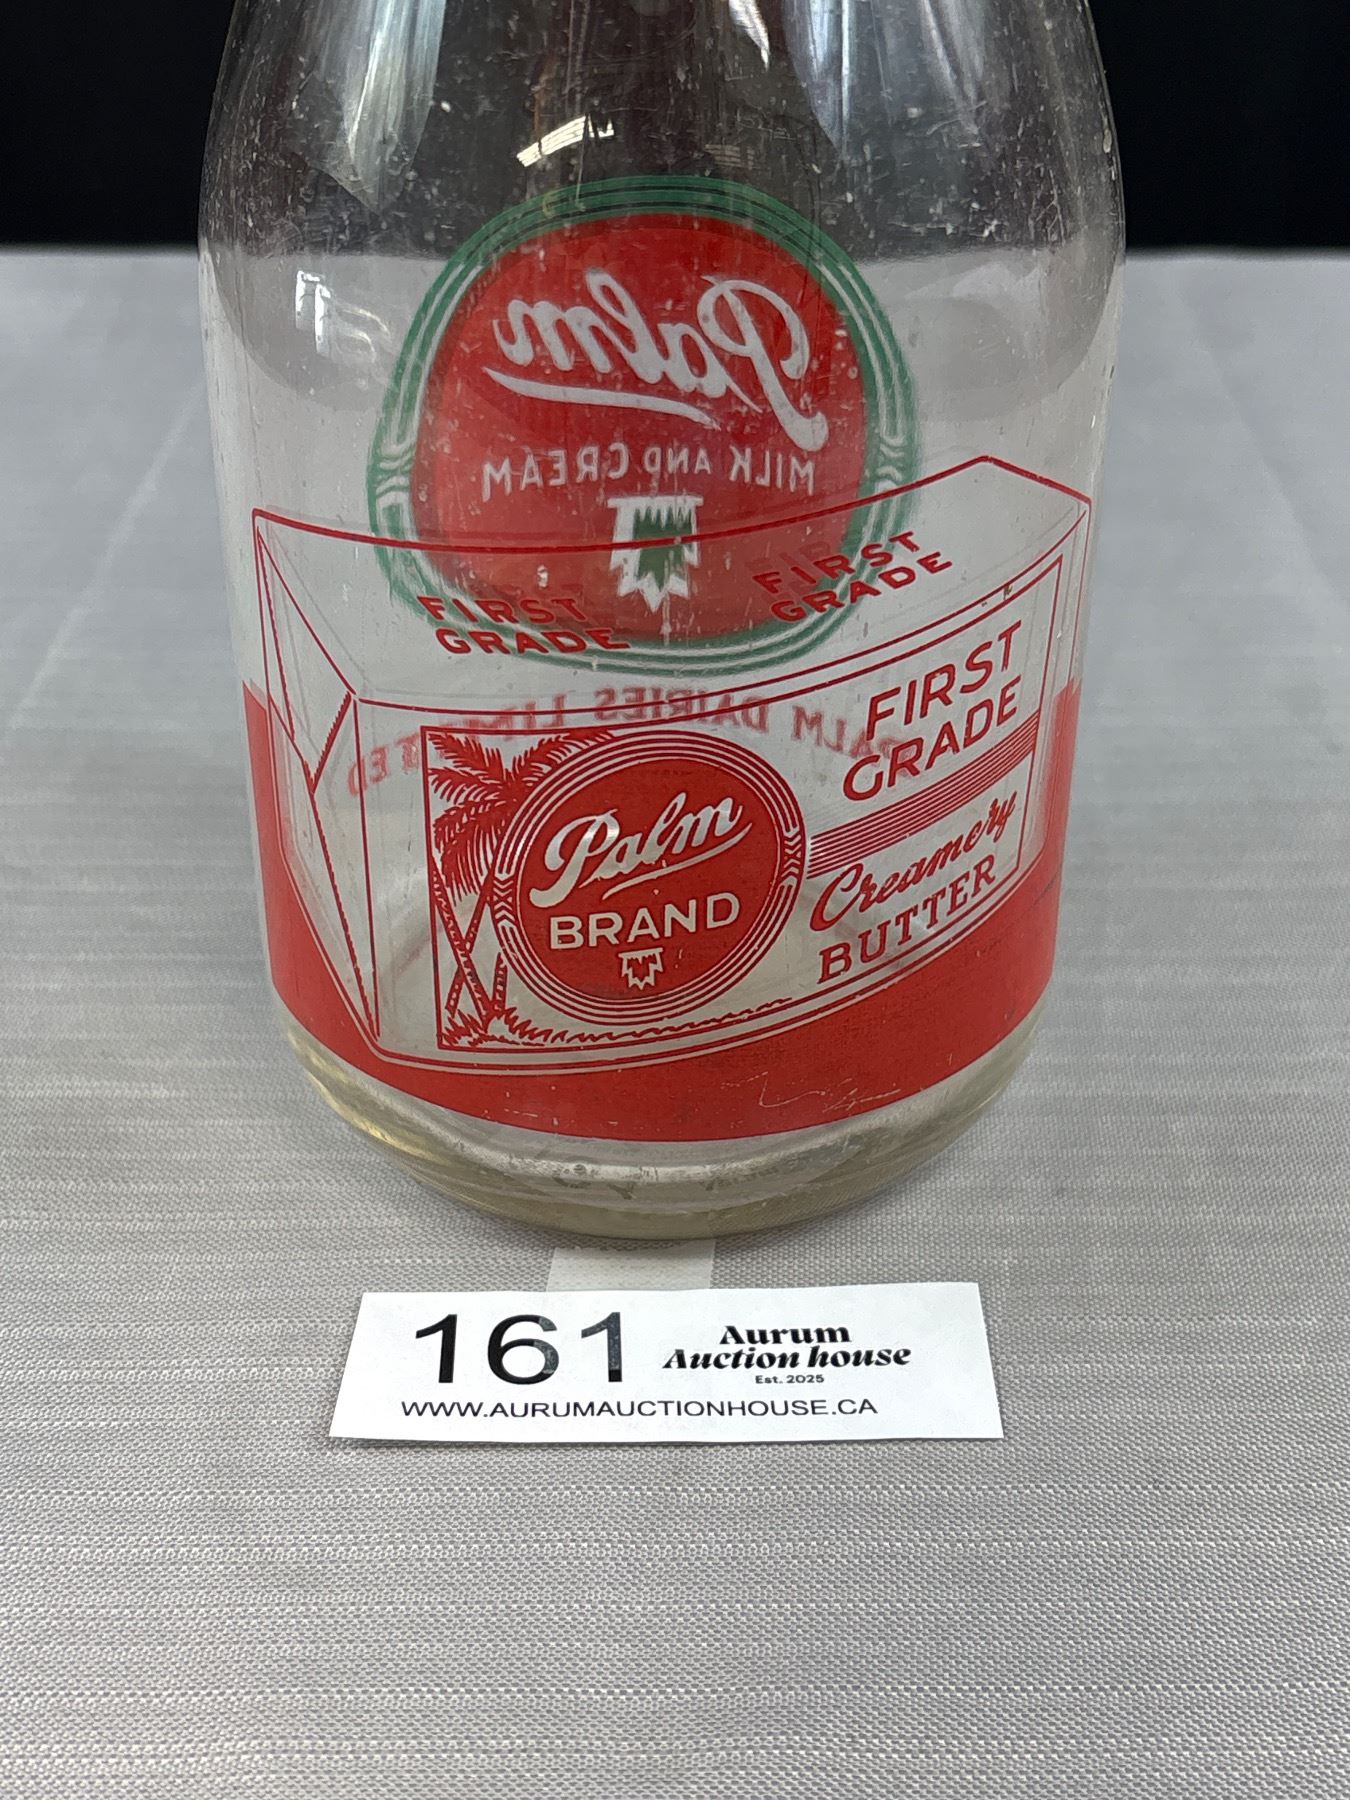 Palm
MILK AND CREAM
FIRST
GRADE
FIRST
GRADE
PALM DAIRIES LIMITED
FIRST
GRADE
Palm
BRAND
Creamery
BUTTER
161
Aurum
Auction house
Est. 2025
WWW.AURUMAUCTIONHOUSE.CA